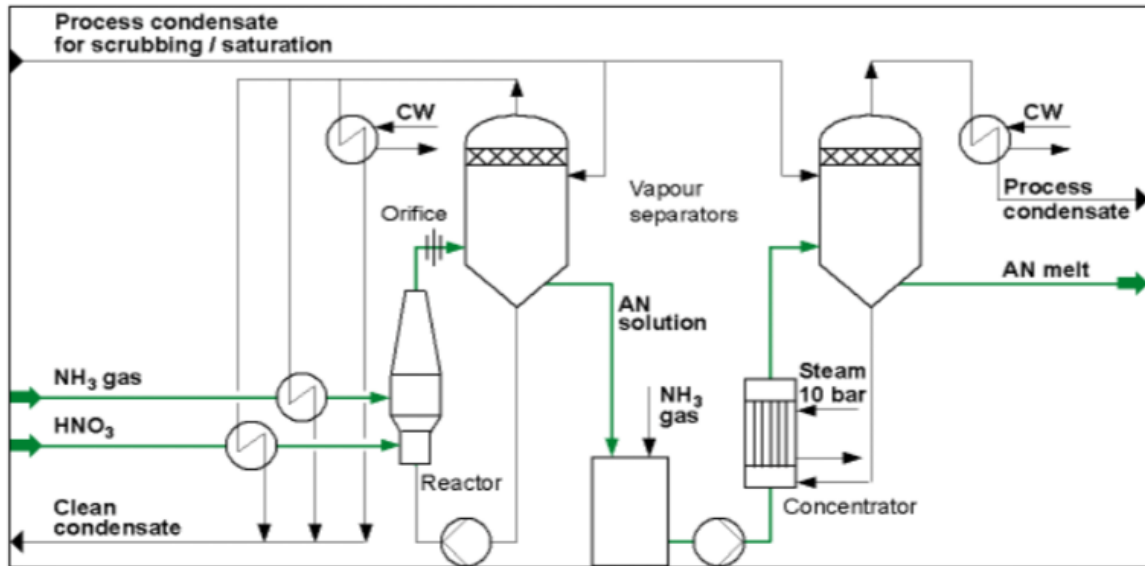 Process condensate
for scrubbing / saturation
CW
CW
Vapour
separators
Process
condensate
Orifice
AN melt
AN
solution
NH₃ gas
Steam
10 bar
NH₃
gas
HNO₃
Reactor
Clean
condensate
Concentrator